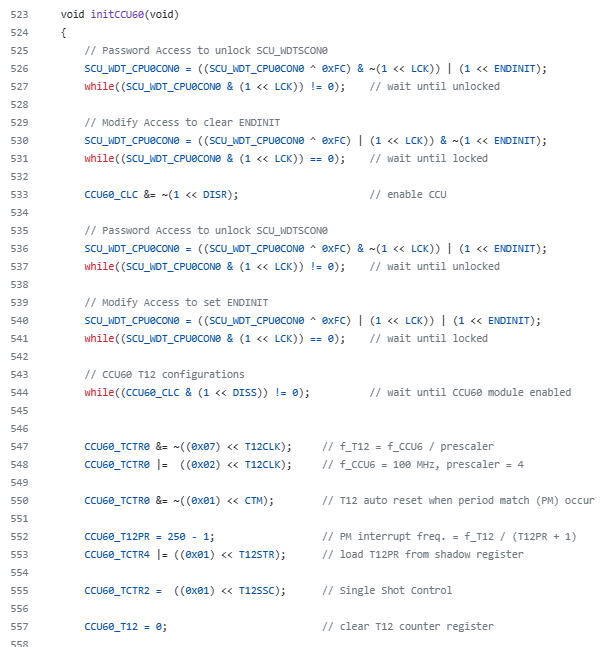 523 void initCCU60(void)
524 {
525 // Password Access to unlock SCU_WDTSCON0
526 SCU_WDT_CPU0CON0 = ((SCU_WDT_CPU0CON0 ^ 0xFC) & ~(1 << LCK)) | (1 << ENDINIT);
527 while((SCU_WDT_CPU0CON0 & (1 << LCK)) != 0); // wait until unlocked
528
529 // Modify Access to clear ENDINIT
530 SCU_WDT_CPU0CON0 = ((SCU_WDT_CPU0CON0 ^ 0xFC) | (1 << LCK)) & ~(1 << ENDINIT);
531 while((SCU_WDT_CPU0CON0 & (1 << LCK)) == 0); // wait until locked
532
533 CCU60_CLC &= ~(1 << DISR); // enable CCU
534
535 // Password Access to unlock SCU_WDTSCON0
536 SCU_WDT_CPU0CON0 = ((SCU_WDT_CPU0CON0 ^ 0xFC) & ~(1 << LCK)) | (1 << ENDINIT);
537 while((SCU_WDT_CPU0CON0 & (1 << LCK)) != 0); // wait until unlocked
538
539 // Modify Access to set ENDINIT
540 SCU_WDT_CPU0CON0 = ((SCU_WDT_CPU0CON0 ^ 0xFC) | (1 << LCK)) | (1 << ENDINIT);
541 while((SCU_WDT_CPU0CON0 & (1 << LCK)) == 0); // wait until locked
542
543 // CCU60 T12 configurations
544 while((CCU60_CLC & (1 << DISS)) != 0); // wait until CCU60 module enabled
545
546
547 CCU60_TCTR0 &= ~((0x07) << T12CLK); // f_T12 = f_CCU6 / prescaler
548 CCU60_TCTR0 |= ((0x02) << T12CLK); // f_CCU6 = 100 MHz, prescaler = 4
549
550 CCU60_TCTR0 &= ~((0x01) << CTM); // T12 auto reset when period match (PM) occur
551
552 CCU60_T12PR = 250 - 1; // PM interrupt freq. = f_T12 / (T12PR + 1)
553 CCU60_TCTR4 |= ((0x01) << T12STR); // load T12PR from shadow register
554
555 CCU60_TCTR2 = ((0x01) << T12SSC); // Single Shot Control
556
557 CCU60_T12 = 0; // clear T12 counter register
558